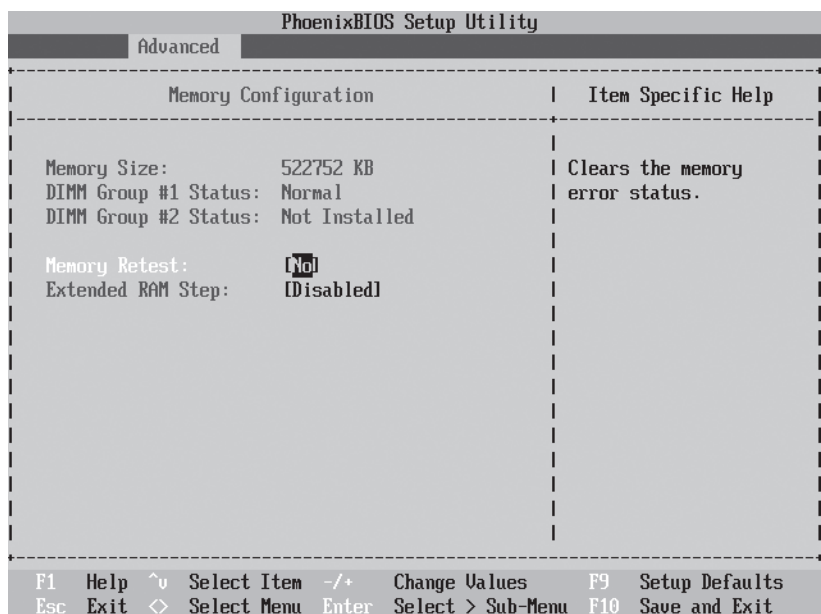 PhoenixBIOS Setup Utility
Advanced
Memory Configuration | Item Specific Help
Memory Size: 522752 KB | Clears the memory
DIMM Group #1 Status: Normal | error status.
DIMM Group #2 Status: Not Installed
Memory Retest: [No]
Extended RAM Step: [Disabled]
F1 Help ^v Select Item -/+ Change Values F9 Setup Defaults
Esc Exit <> Select Menu Enter Select > Sub-Menu F10 Save and Exit